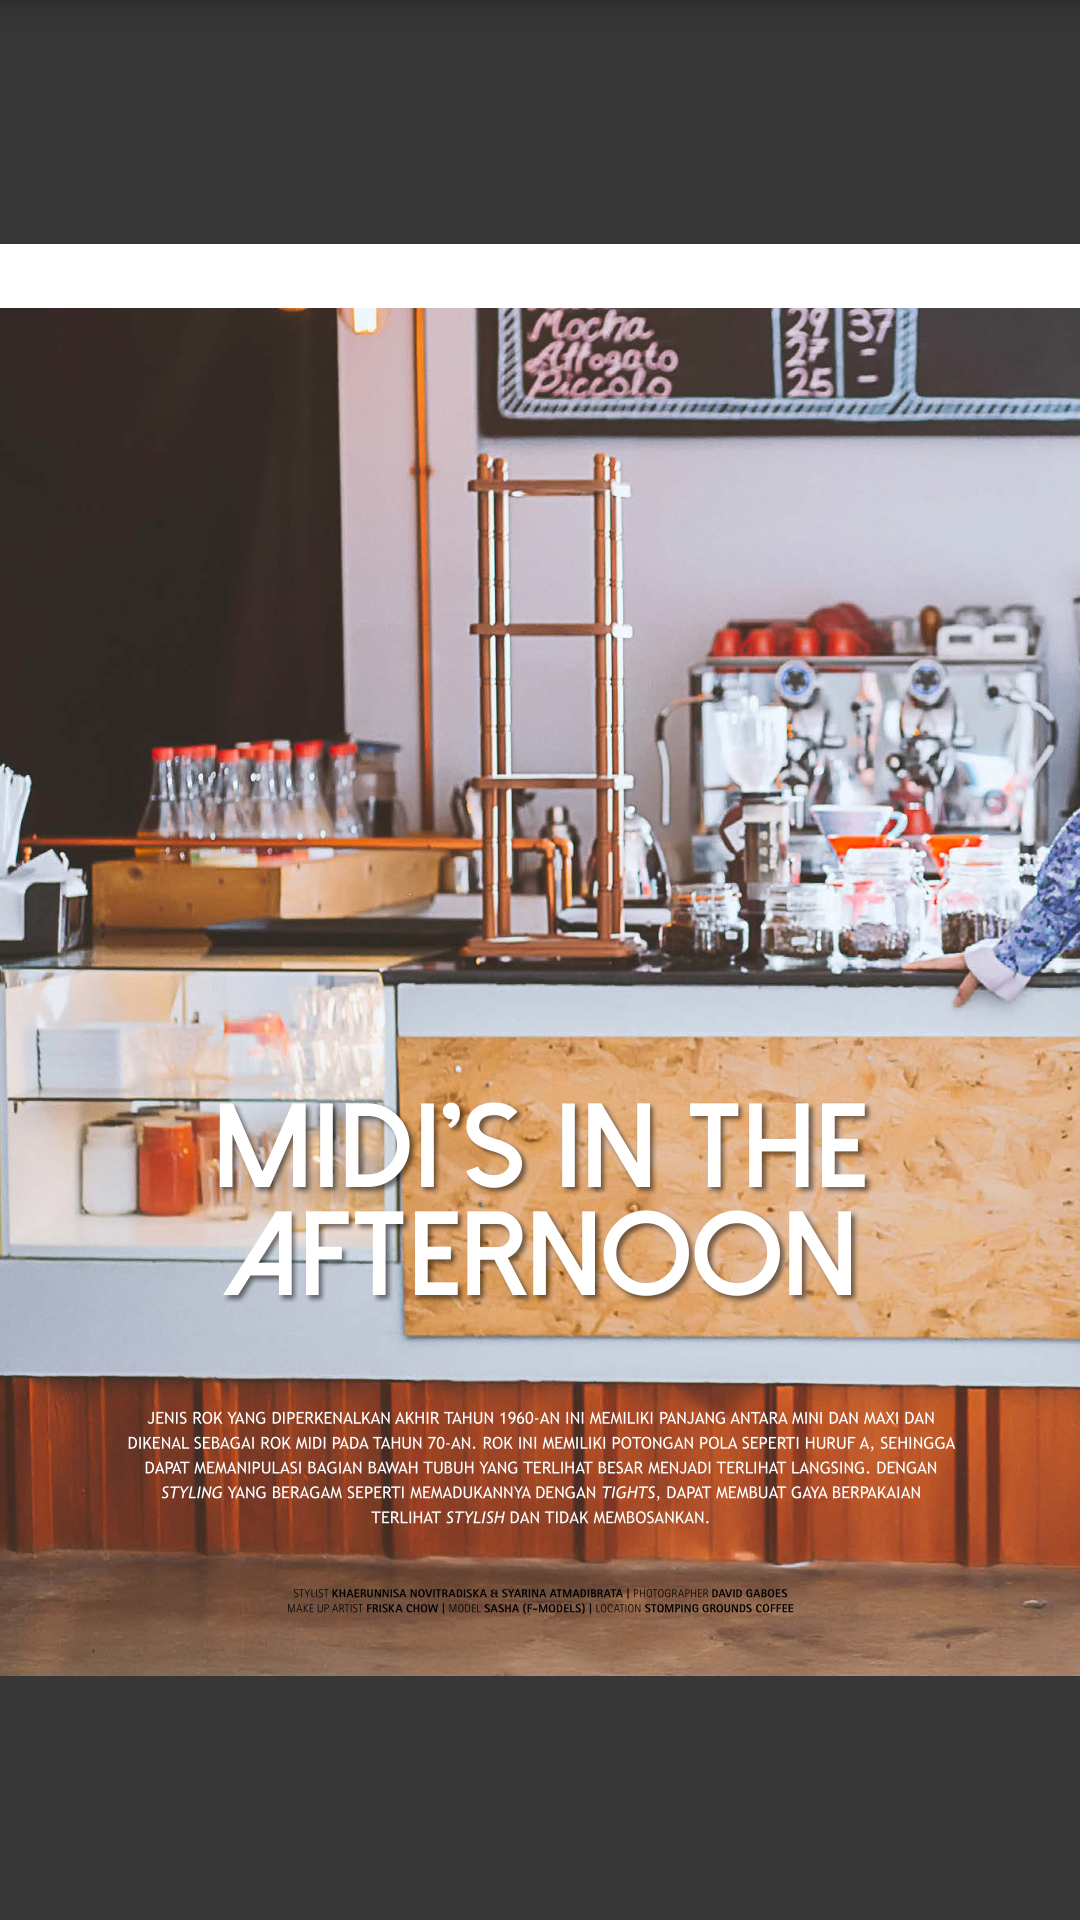 Mocha 29 37
Affogato 27 -
Piccolo 25 -
MIDI'S IN THE
AFTERNOON
JENIS ROK YANG DIPERKENALKAN AKHIR TAHUN 1960-AN INI MEMILIKI PANJANG ANTARA MINI DAN MAXI DAN
DIKENAL SEBAGAI ROK MIDI PADA TAHUN 70-AN. ROK INI MEMILIKI POTONGAN POLA SEPERTI HURUF A, SEHINGGA
DAPAT MEMANIPULASI BAGIAN BAWAH TUBUH YANG TERLIHAT BESAR MENJADI TERLIHAT LANGSING. DENGAN
STYLING YANG BERAGAM SEPERTI MEMADUKANNYA DENGAN TIGHTS, DAPAT MEMBUAT GAYA BERPAKAIAN
TERLIHAT STYLISH DAN TIDAK MEMBOSANKAN.
STYLIST KHAERUNNISA NOVITRADISKA & SYARINA ATMADIBRATA | PHOTOGRAPHER DAVID GABOES
MAKE UP ARTIST FRISKA CHOW | MODEL SASHA (F-MODELS) | LOCATION STOMPING GROUNDS COFFEE